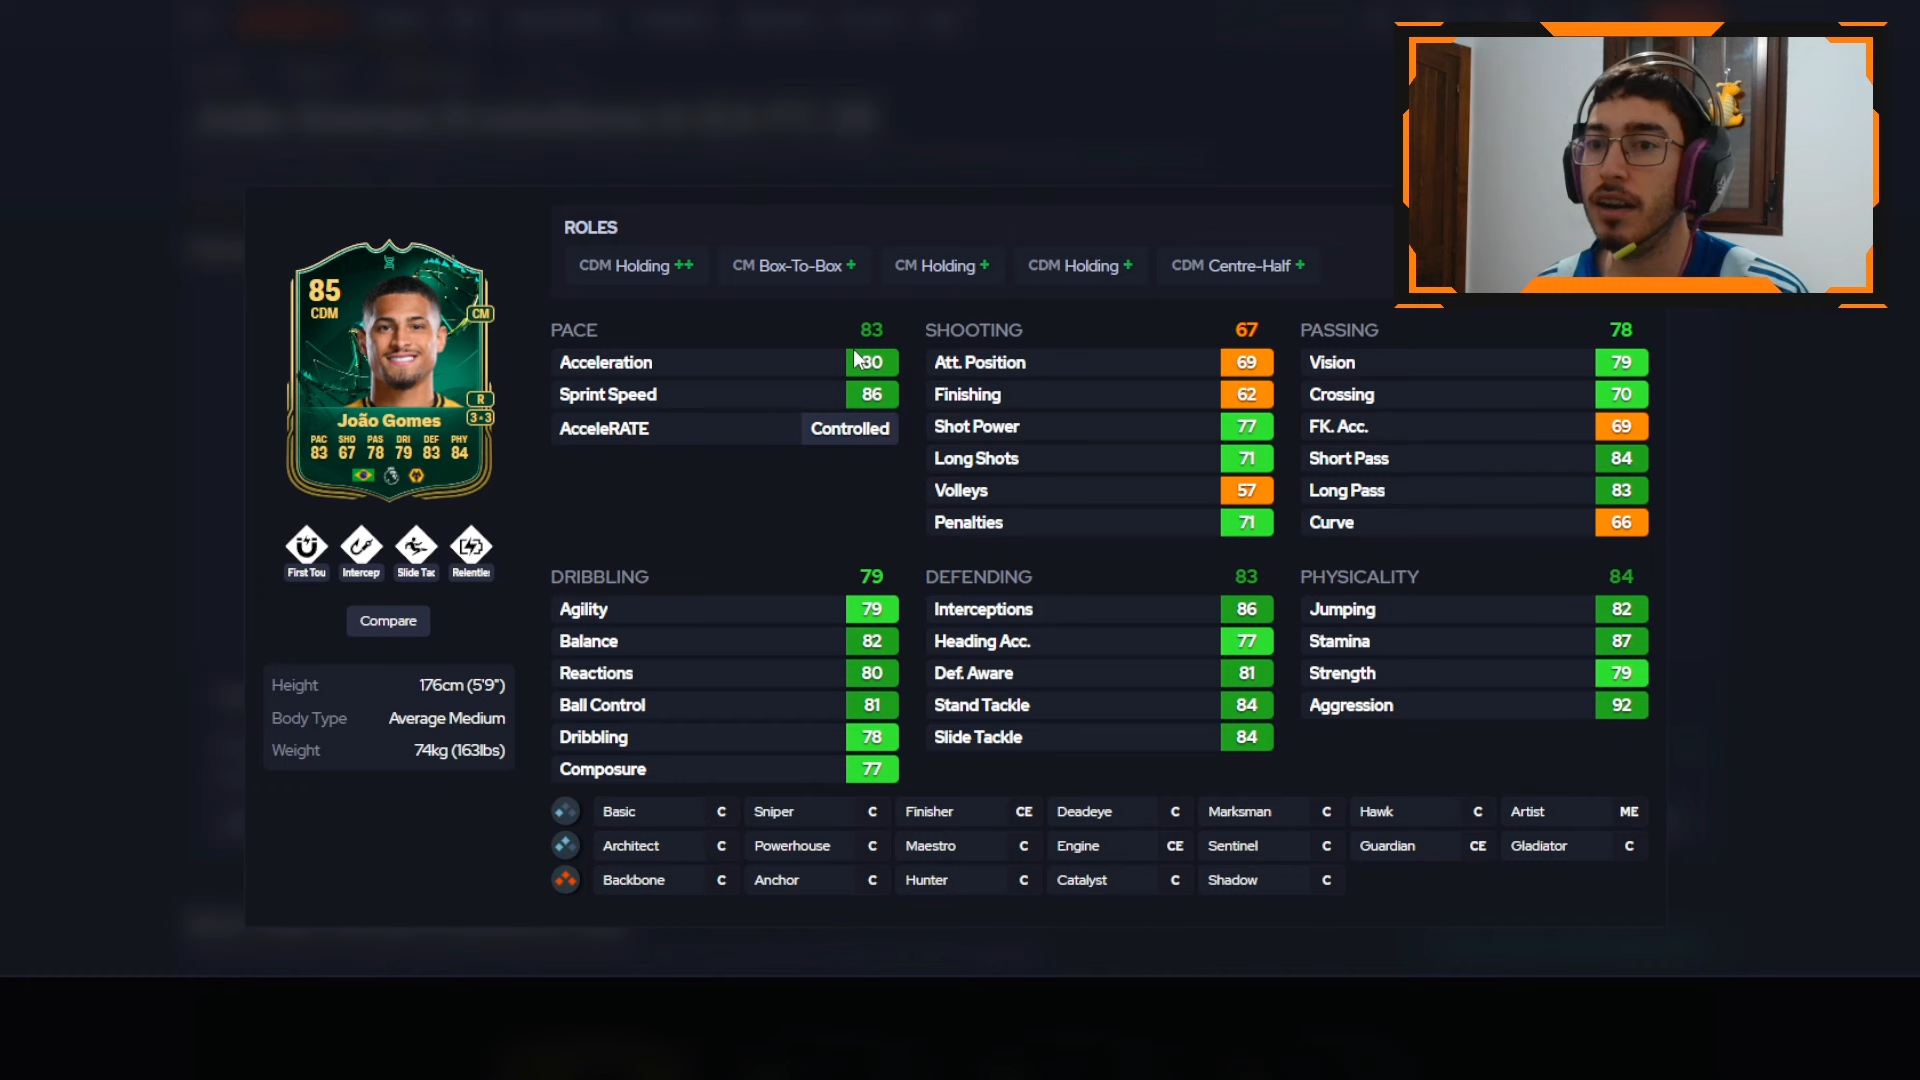 ROLES
CDM Holding ++ CM Box-To-Box + CM Holding + CDM Holding + CDM Centre-Half +
85
CDM
CM
R
3★3
João Gomes
PAC SHO PAS DRI DEF PHY
83 67 78 79 83 84
First Tou Intercep Slide Tac Relentle
Compare
Height 176cm (5'9")
Body Type Average Medium
Weight 74kg (163lbs)
PACE 83
Acceleration 80
Sprint Speed 86
AcceleRATE Controlled
SHOOTING 67
Att. Position 69
Finishing 62
Shot Power 77
Long Shots 71
Volleys 57
Penalties 71
PASSING 78
Vision 79
Crossing 70
FK. Acc. 69
Short Pass 84
Long Pass 83
Curve 66
DRIBBLING 79
Agility 79
Balance 82
Reactions 80
Ball Control 81
Dribbling 78
Composure 77
DEFENDING 83
Interceptions 86
Heading Acc. 77
Def. Aware 81
Stand Tackle 84
Slide Tackle 84
PHYSICALITY 84
Jumping 82
Stamina 87
Strength 79
Aggression 92
Basic C Sniper C Finisher CE Deadeye C Marksman C Hawk C Artist ME
Architect C Powerhouse C Maestro C Engine CE Sentinel C Guardian CE Gladiator C
Backbone C Anchor C Hunter C Catalyst C Shadow C